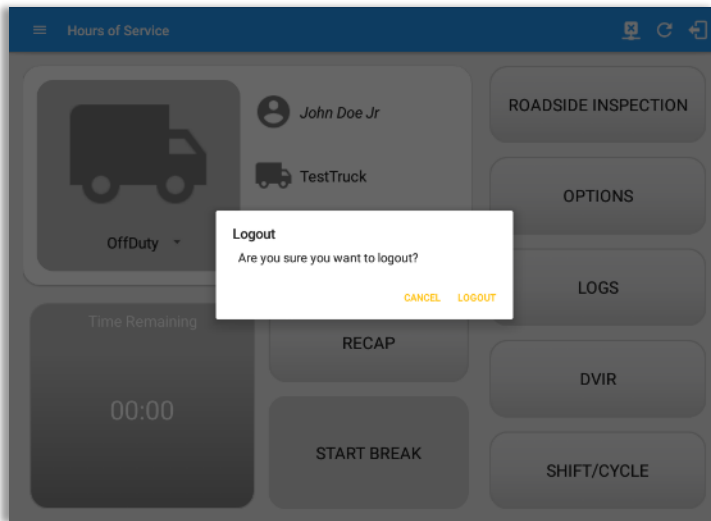 Hours of Service
John Doe Jr
TestTruck
OffDuty
Logout
Are you sure you want to logout?
CANCEL LOGOUT
Time Remaining
00:00
RECAP
START BREAK
ROADSIDE INSPECTION
OPTIONS
LOGS
DVIR
SHIFT/CYCLE